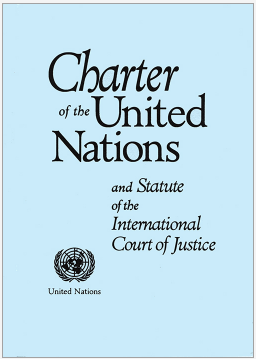 Charter
of the United
Nations
and Statute
of the
International
Court of Justice
United Nations